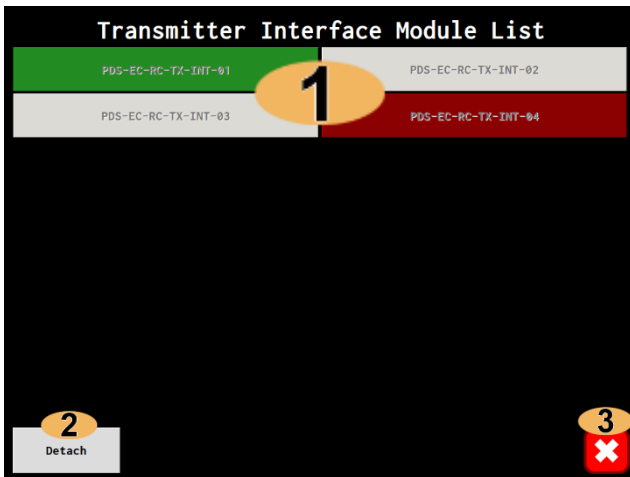 Transmitter Interface Module List
PDS-EC-RC-TX-INT-01
1
PDS-EC-RC-TX-INT-02
PDS-EC-RC-TX-INT-03
PDS-EC-RC-TX-INT-04
2
Detach
3